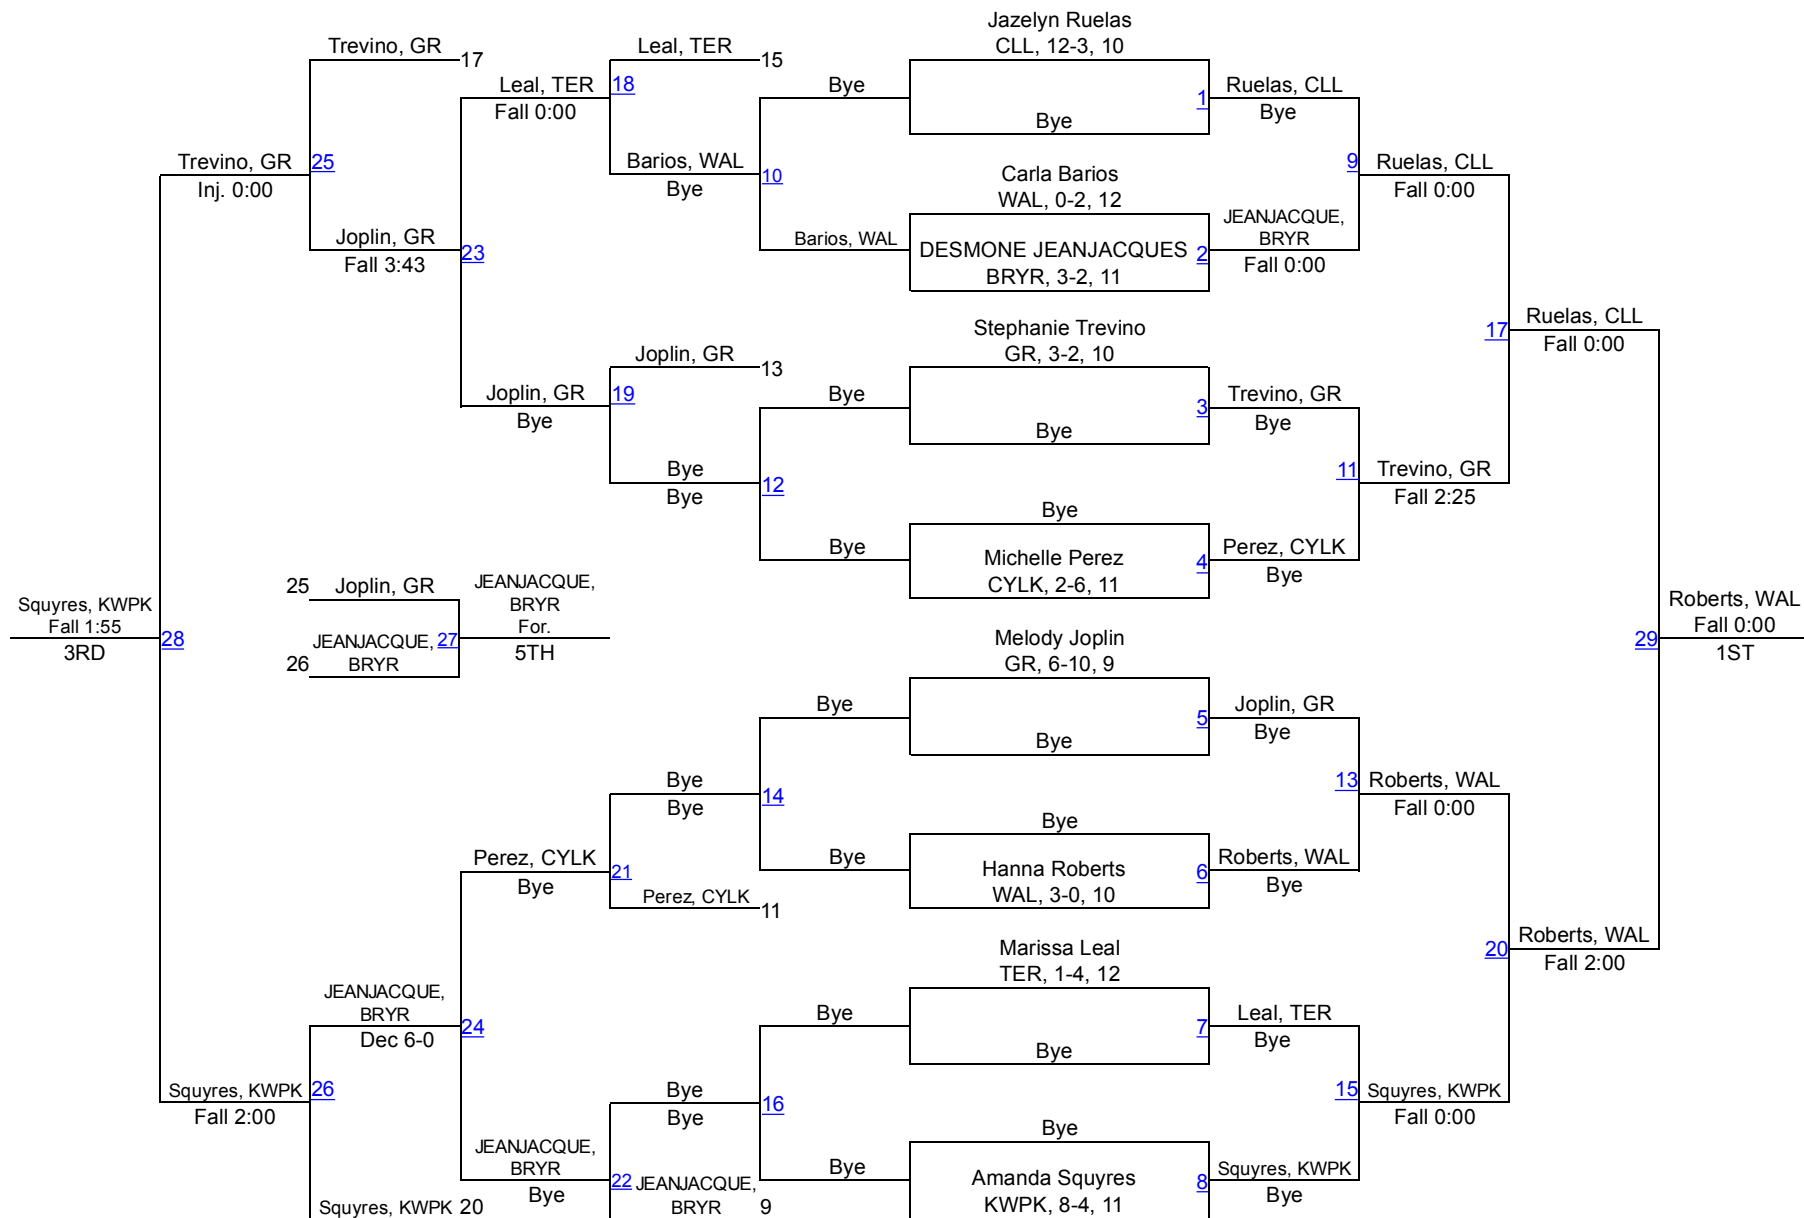 Jazelyn Ruelas
Trevino, GR
17
Leal, TER
15
CLL, 12-3, 10
Leal, TER
18
Fall 0:00
Bye
1
Ruelas, CLL
Bye
Bye
Trevino, GR
25
Inj. 0:00
Barios, WAL
10
Bye
Carla Barios
WAL, 0-2, 12
9
Ruelas, CLL
Fall 0:00
Joplin, GR
23
Fall 3:43
Barios, WAL
DESMONE JEANJACQUES
BRYR, 3-2, 11
2
JEANJACQUE,
BRYR
Fall 0:00
Stephanie Trevino
GR, 3-2, 10
17
Ruelas, CLL
Fall 0:00
Joplin, GR
13
Joplin, GR
19
Bye
Bye
3
Trevino, GR
Bye
Bye
Bye
12
Bye
11
Trevino, GR
Fall 2:25
Bye
Bye
Michelle Perez
CYLK, 2-6, 11
4
Perez, CYLK
Bye
25
Joplin, GR
JEANJACQUE,
BRYR
For.
5TH
Squyres, KWPK
Fall 1:55
3RD
28
JEANJACQUE,
BRYR
27
26
Melody Joplin
GR, 6-10, 9
29
Roberts, WAL
Fall 0:00
1ST
Bye
5
Joplin, GR
Bye
Bye
Bye
14
Bye
13
Roberts, WAL
Fall 0:00
Bye
Perez, CYLK
21
Bye
Bye
Hanna Roberts
WAL, 3-0, 10
6
Roberts, WAL
Bye
Perez, CYLK
11
Marissa Leal
TER, 1-4, 12
20
Roberts, WAL
Fall 2:00
JEANJACQUE,
BRYR
24
Dec 6-0
Bye
7
Leal, TER
Bye
Bye
Squyres, KWPK
26
Fall 2:00
Bye
16
Bye
15
Squyres, KWPK
Fall 0:00
Bye
JEANJACQUE,
BRYR
22
Bye
Bye
Amanda Squyres
KWPK, 8-4, 11
8
Squyres, KWPK
Bye
Squyres, KWPK 20
JEANJACQUE,
BRYR
9